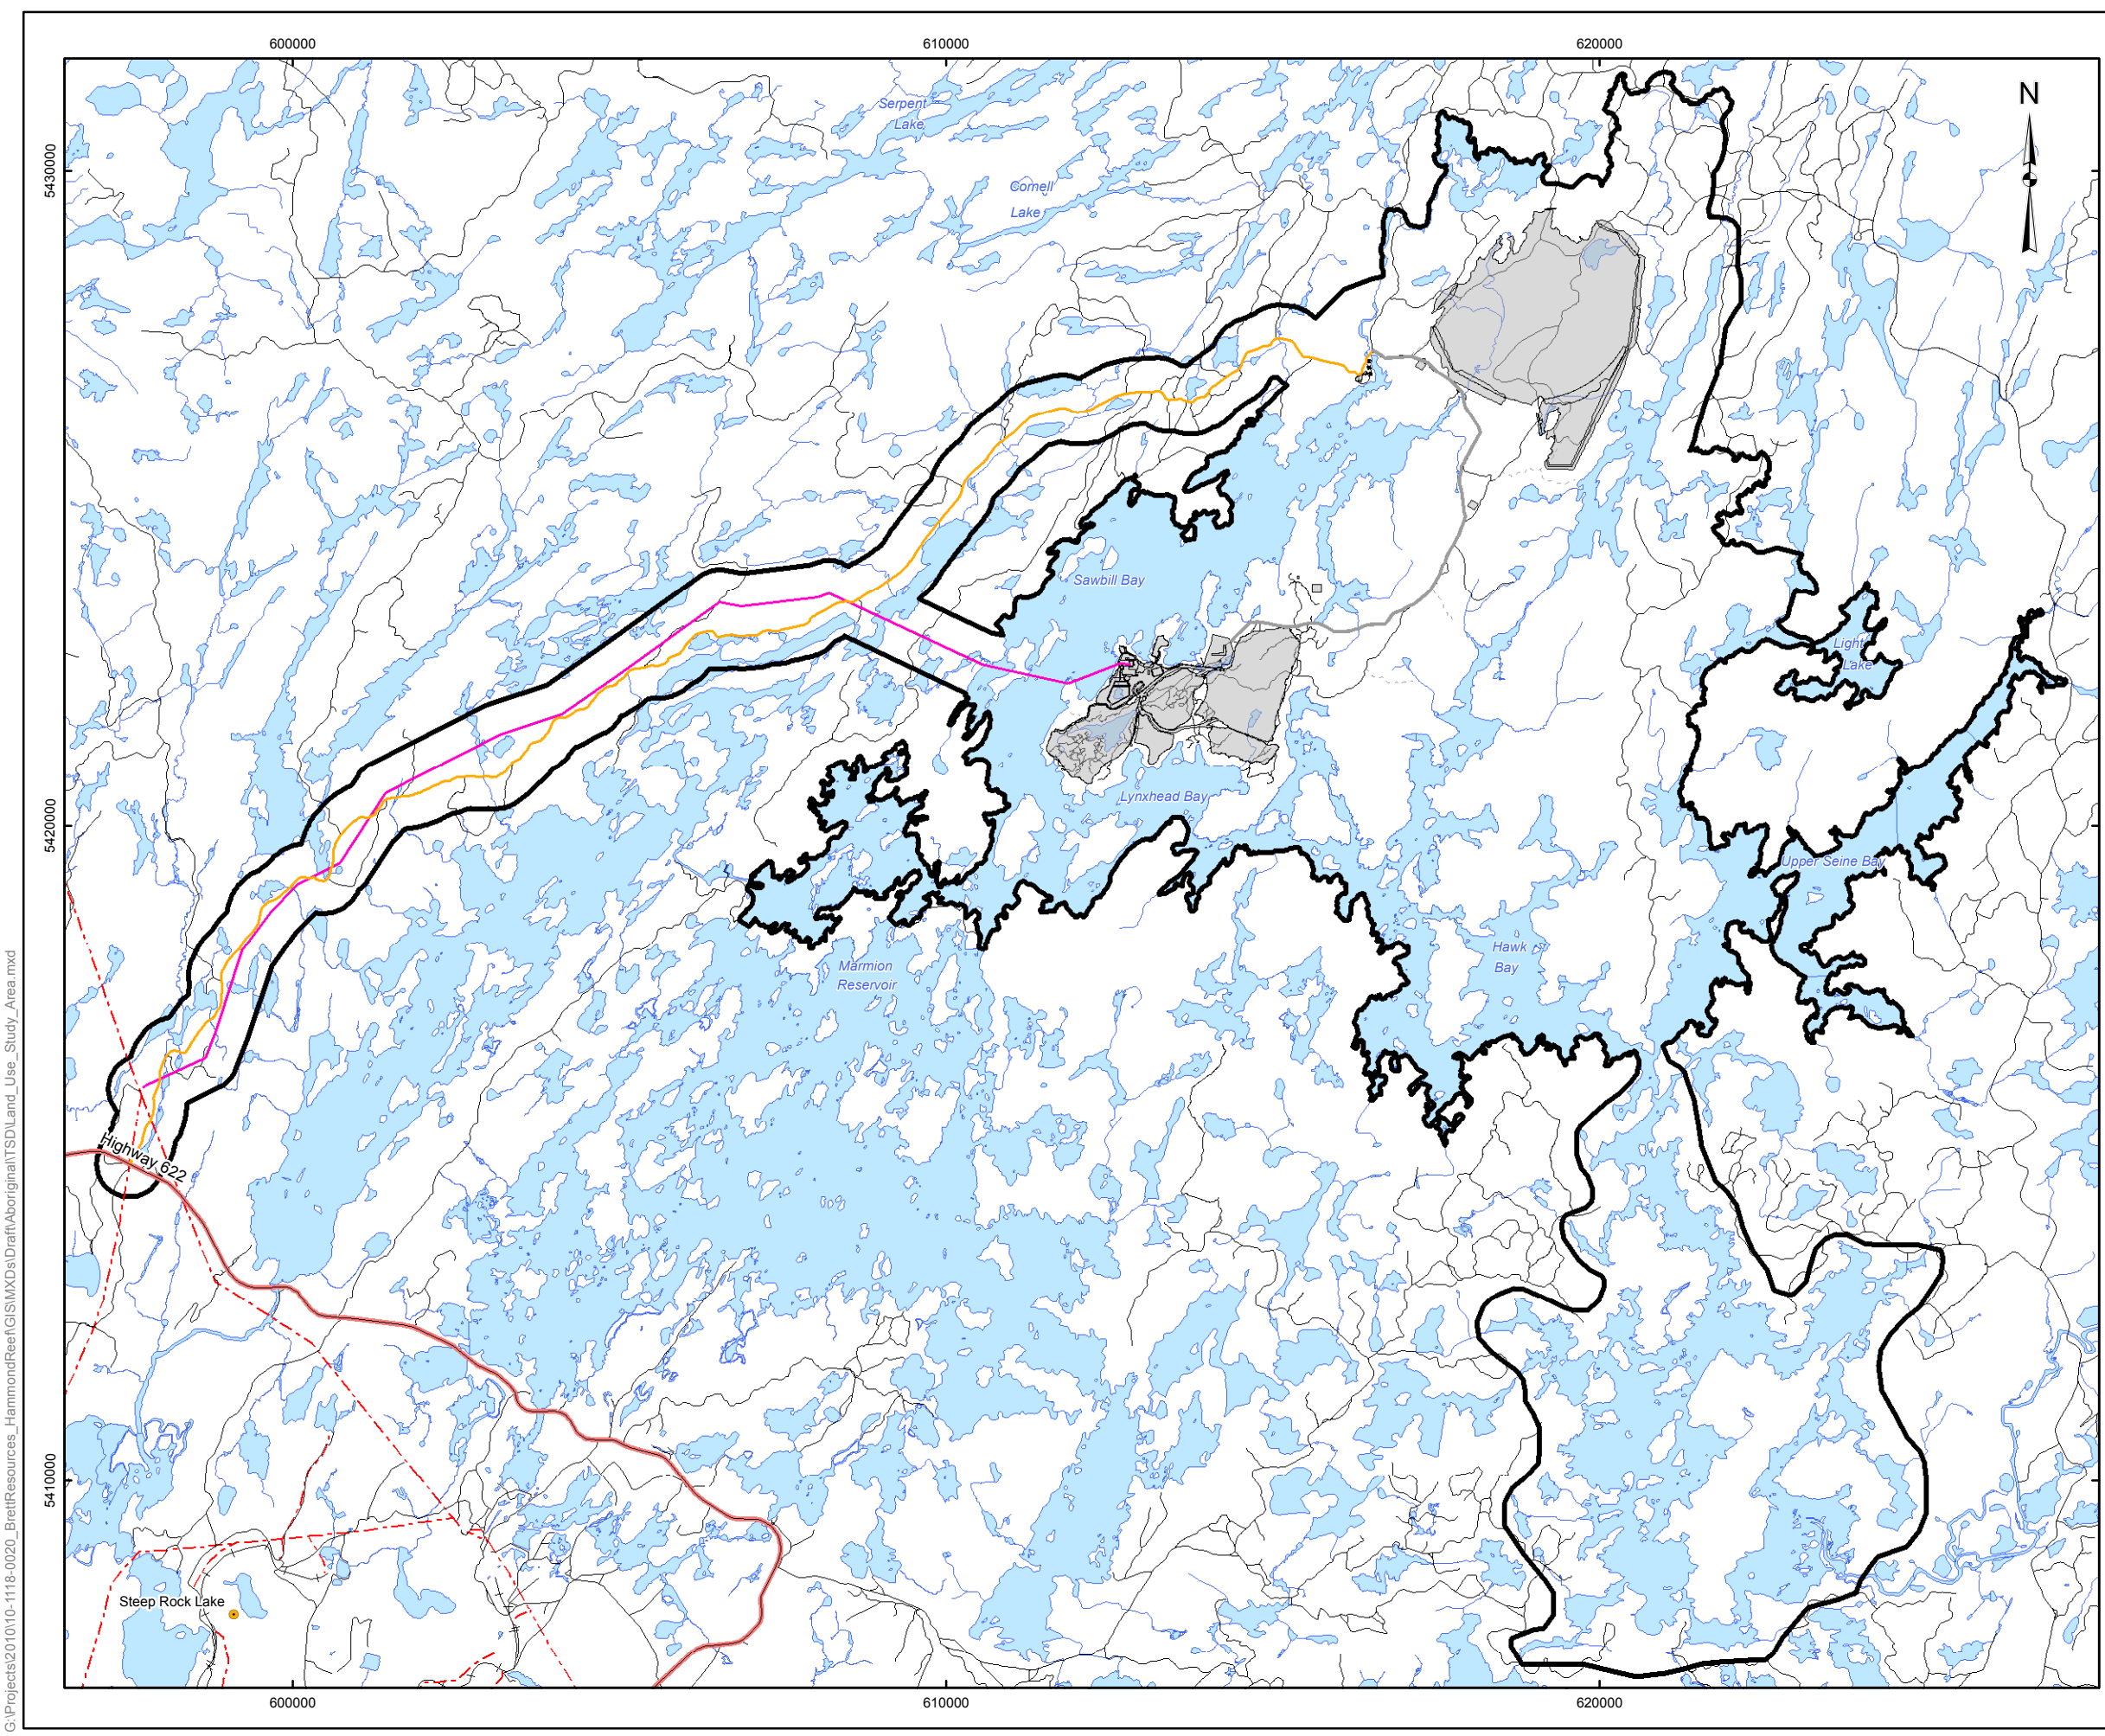 600000
610000
620000
N
Serpent
Lake
5430000
Cornell
Lake
Sawbill Bay
Light
Lake
Lynxhead Bay
5420000
Upper Seine Bay
Hawk
Bay
Marmion
Reservoir
Highway 622
5410000
Steep Rock Lake
600000
610000
620000
G:\Projects\2010\10-1118-0020_BrettResources_HammondReef\GIS\MXDs\Draft\Aboriginal\TSD\Land_Use_Study_Area.mxd